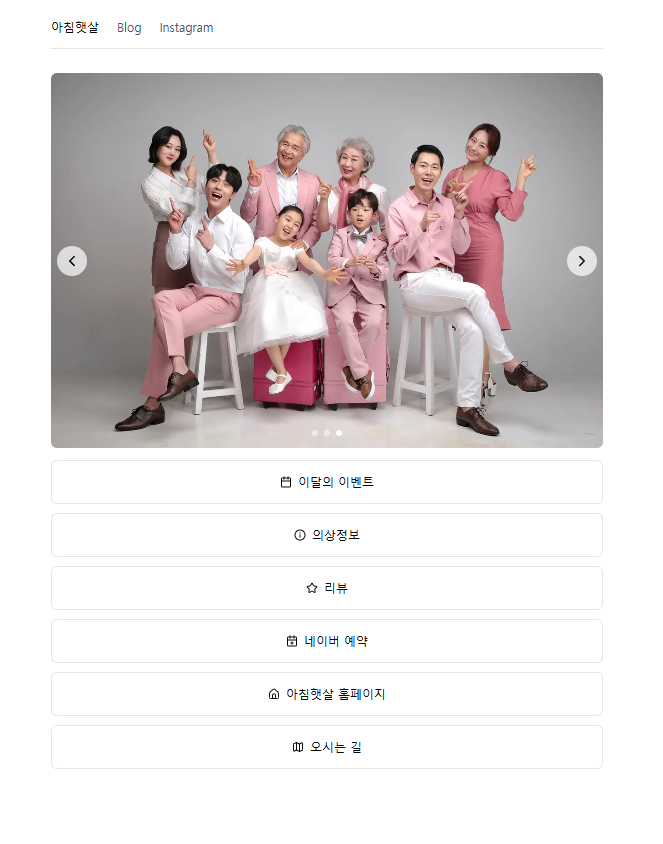 아침햇살 Blog Instagram
이달의 이벤트
의상정보
리뷰
네이버 예약
아침햇살 홈페이지
오시는 길